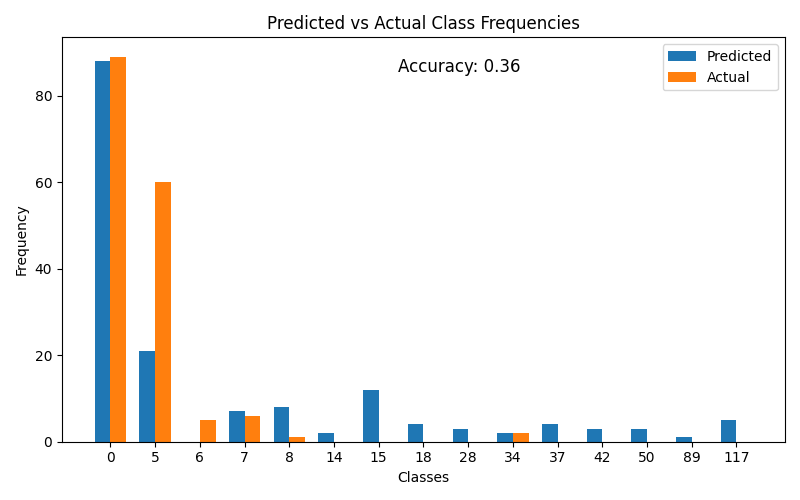 Predicted vs Actual Class Frequencies
Accuracy: 0.36
Predicted
Actual
Frequency
80
60
40
20
0
0 5 6 7 8 14 15 18 28 34 37 42 50 89 117
Classes